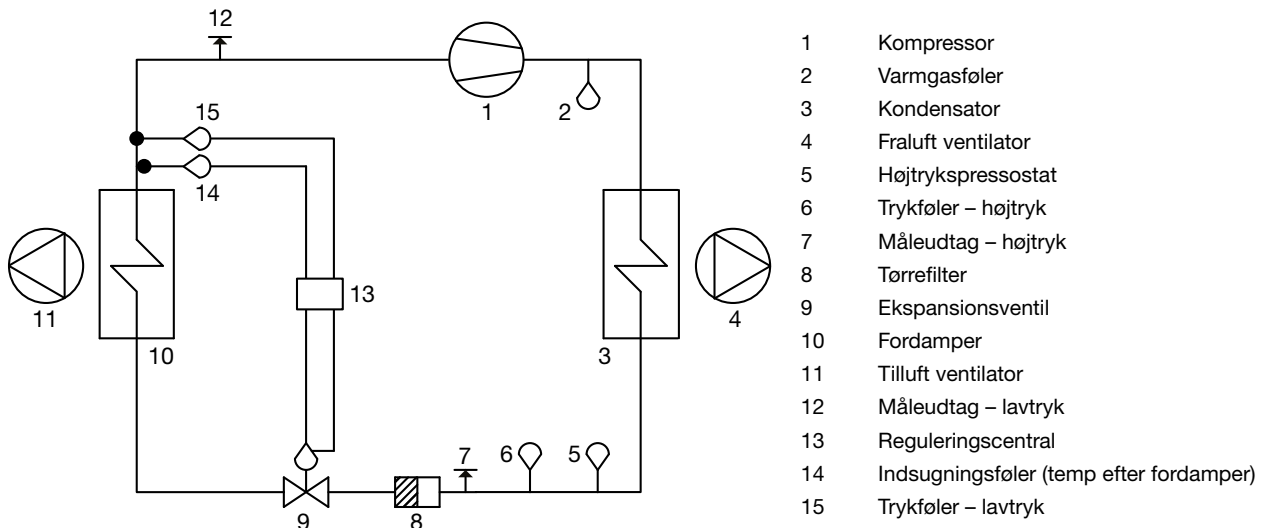 12
1
2
15
14
13
11
10
4
3
7
6
5
9
8
1 Kompressor
2 Varmgasføler
3 Kondensator
4 Fraluft ventilator
5 Højtrykspressostat
6 Trykføler – højtryk
7 Måleudtag – højtryk
8 Tørrefilter
9 Ekspansionsventil
10 Fordamper
11 Tilluft ventilator
12 Måleudtag – lavtryk
13 Reguleringscentral
14 Indsugningsføler (temp efter fordamper)
15 Trykføler – lavtryk